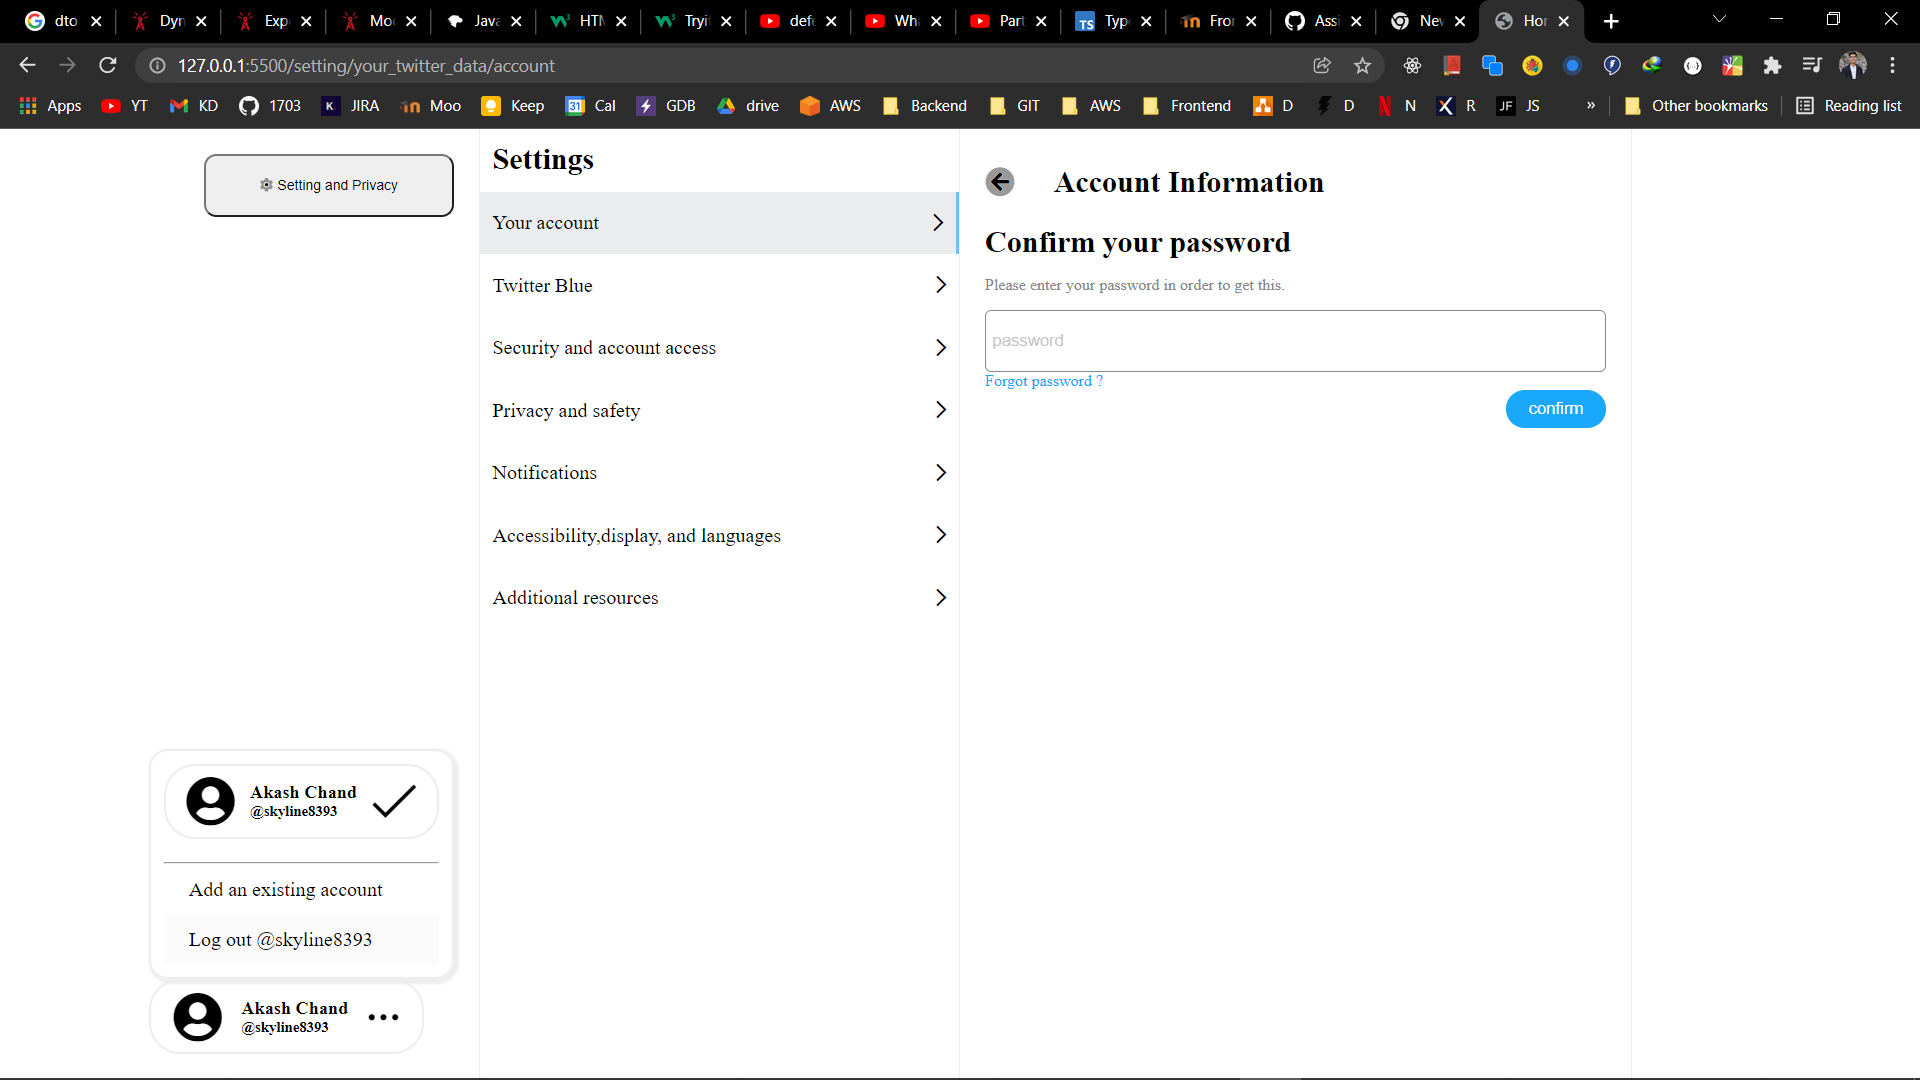 dto
Dyn
Exp
Mo
Java
HTM
Tryi
defe
Wh
Part
Typ
Fror
Assi
Nev
Hor
127.0.0.1:5500/setting/your_twitter_data/account
Apps
YT
KD
1703
JIRA
Moo
Keep
Cal
GDB
drive
AWS
Backend
GIT
AWS
Frontend
D
D
N
R
JS
»
Other bookmarks
Reading list
Setting and Privacy
Settings
Your account
Twitter Blue
Security and account access
Privacy and safety
Notifications
Accessibility,display, and languages
Additional resources
Account Information
Confirm your password
Please enter your password in order to get this.
password
Forgot password ?
confirm
Akash Chand
@skyline8393
Add an existing account
Log out @skyline8393
Akash Chand
@skyline8393